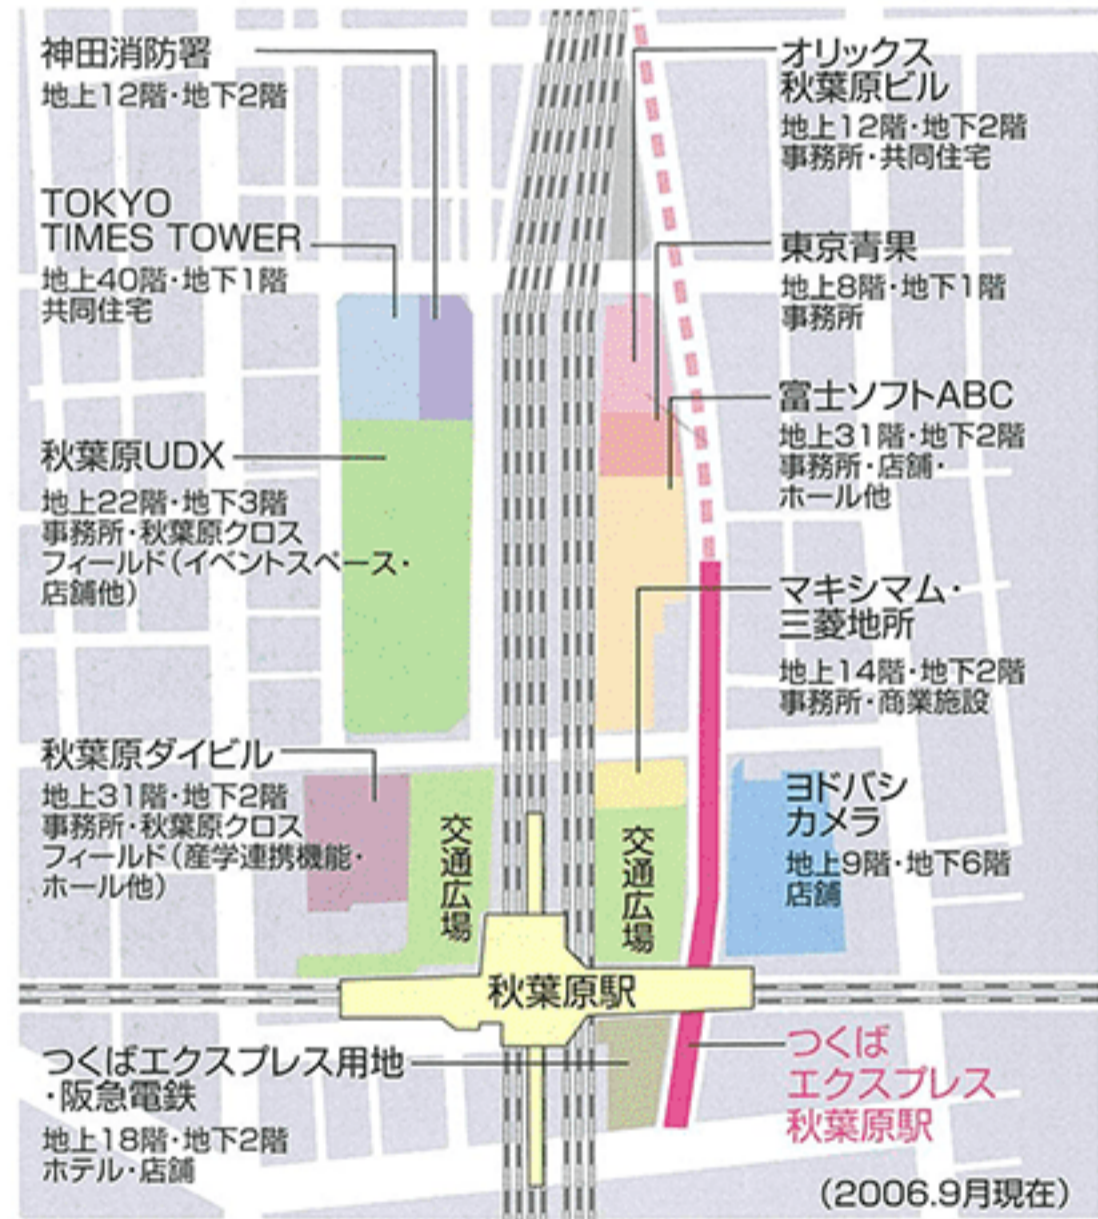 神田消防署
地上12階・地下2階
TOKYO
TIMES TOWER
地上40階・地下1階
共同住宅
秋葉原UDX
地上22階・地下3階
事務所・秋葉原クロス
フィールド(イベントスペース・
店舗他)
秋葉原ダイビル
地上31階・地下2階
事務所・秋葉原クロス
フィールド(産学連携機能・
ホール他)
交通広場
秋葉原駅
つくばエクスプレス用地
・阪急電鉄
地上18階・地下2階
ホテル・店舗
オリックス
秋葉原ビル
地上12階・地下2階
事務所・共同住宅
東京青果
地上8階・地下1階
事務所
富士ソフトABC
地上31階・地下2階
事務所・店舗・
ホール他
マキシマム・
三菱地所
地上14階・地下2階
事務所・商業施設
交通広場
ヨドバシ
カメラ
地上9階・地下6階
店舗
つくば
エクスプレス
秋葉原駅
(2006.9月現在)